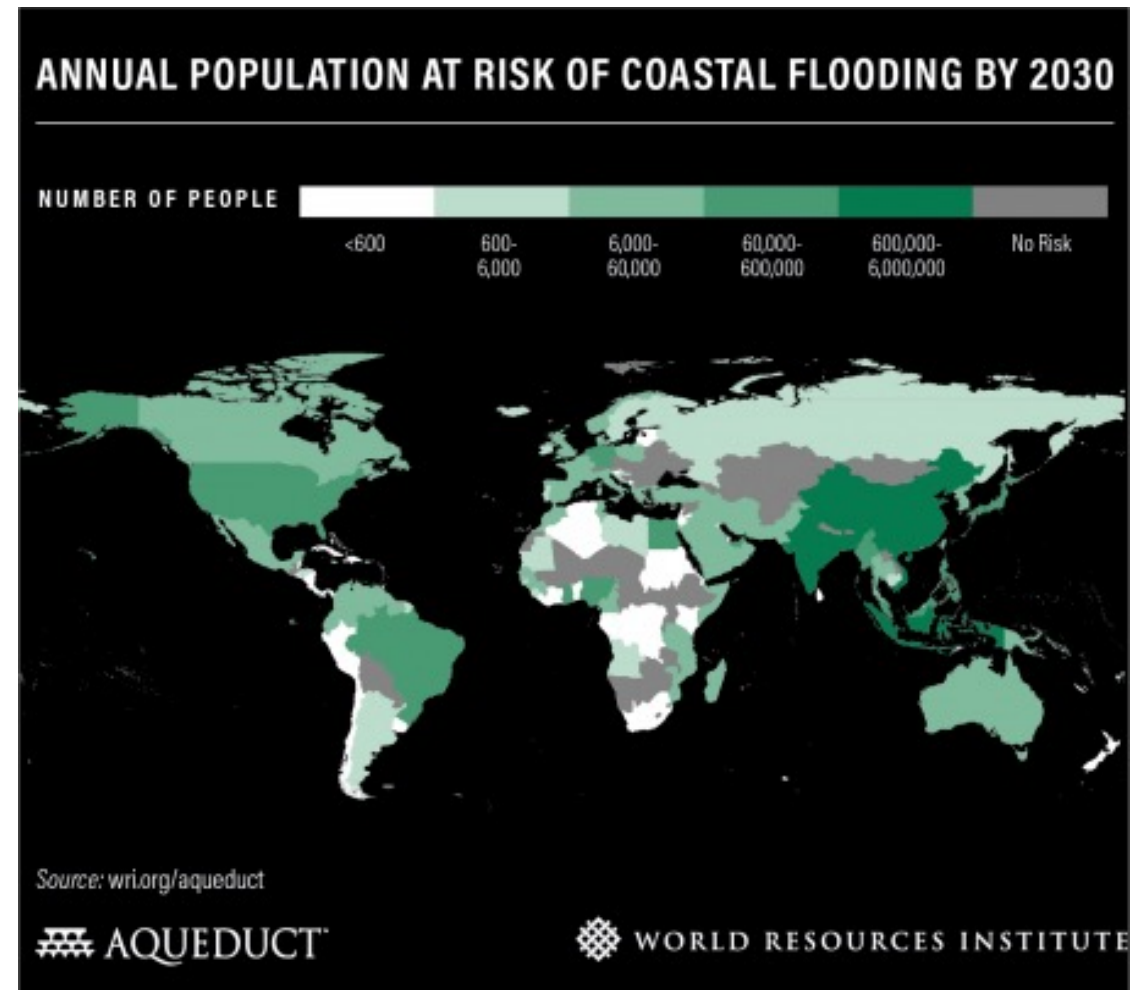 ANNUAL POPULATION AT RISK OF COASTAL FLOODING BY 2030
NUMBER OF PEOPLE
<600
600-
6,000
6,000-
60,000
60,000-
600,000
600,000-
6,000,000
No Risk
Source: wri.org/aqueduct
AQUEDUCT™
WORLD RESOURCES INSTITUTE